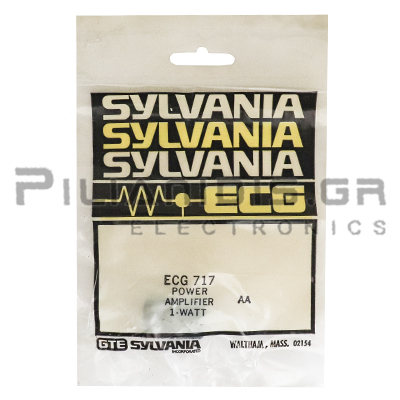 SYLVANIA
SYLVANIA
SYLVANIA
ECG
ELECTRONICS
ECG 717
POWER
AMPLIFIER AA
1-WATT
GTE SYLVANIA
INCORPORATED
WALTHAM, MASS. 02154